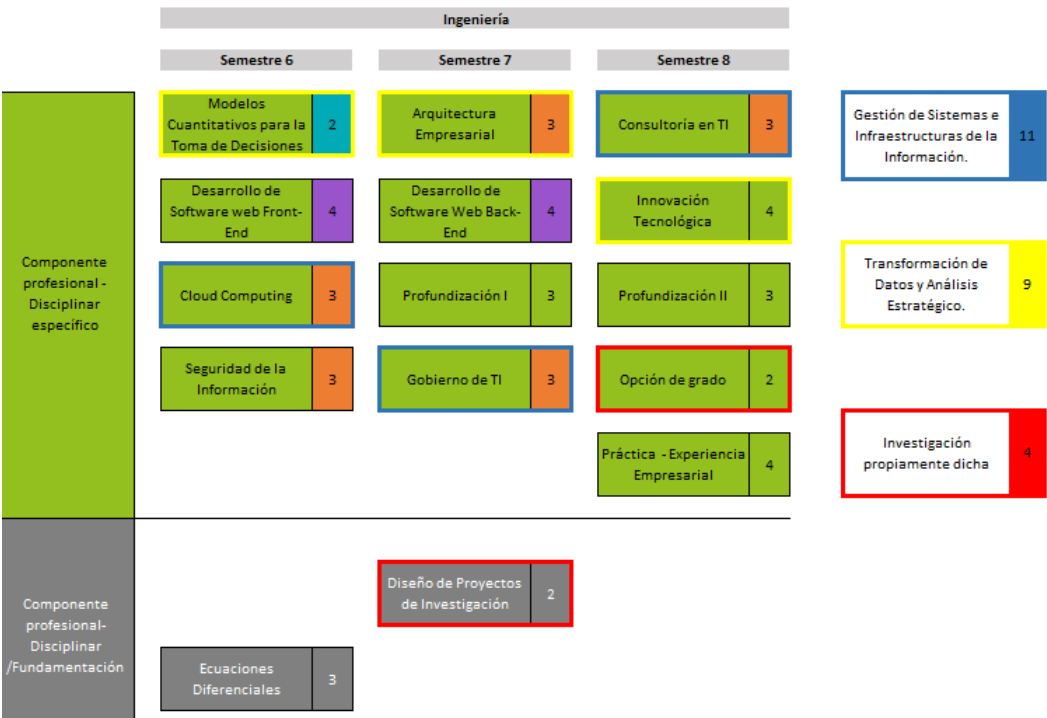 Ingeniería
Semestre 6
Semestre 7
Semestre 8
Componente
profesional -
Disciplinar
específico
Modelos
Cuantitativos para la
Toma de Decisiones
2
Arquitectura
Empresarial
3
Consultoría en TI
3
Gestión de Sistemas e
Infraestructuras de la
Información.
11
Desarrollo de
Software web Front-
End
4
Desarrollo de
Software Web Back-
End
4
Innovación
Tecnológica
4
Cloud Computing
3
Profundización I
3
Profundización II
3
Transformación de
Datos y Análisis
Estratégico.
9
Seguridad de la
Información
3
Gobierno de TI
3
Opción de grado
2
Práctica - Experiencia
Empresarial
4
Investigación
propiamente dicha
4
Componente
profesional-
Disciplinar
/Fundamentación
Diseño de Proyectos
de Investigación
2
Ecuaciones
Diferenciales
3